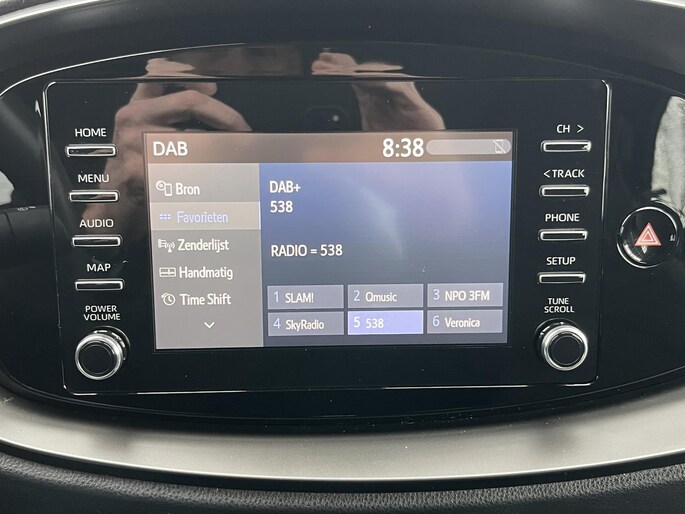 HOME
MENU
AUDIO
MAP
POWER
VOLUME
DAB
8:38
Bron
Favorieten
Zenderlijst
Handmatig
Time Shift
DAB+
538
RADIO = 538
1 SLAM!
2 Qmusic
3 NPO 3FM
4 SkyRadio
5 538
6 Veronica
CH >
< TRACK
PHONE
SETUP
TUNE
SCROLL